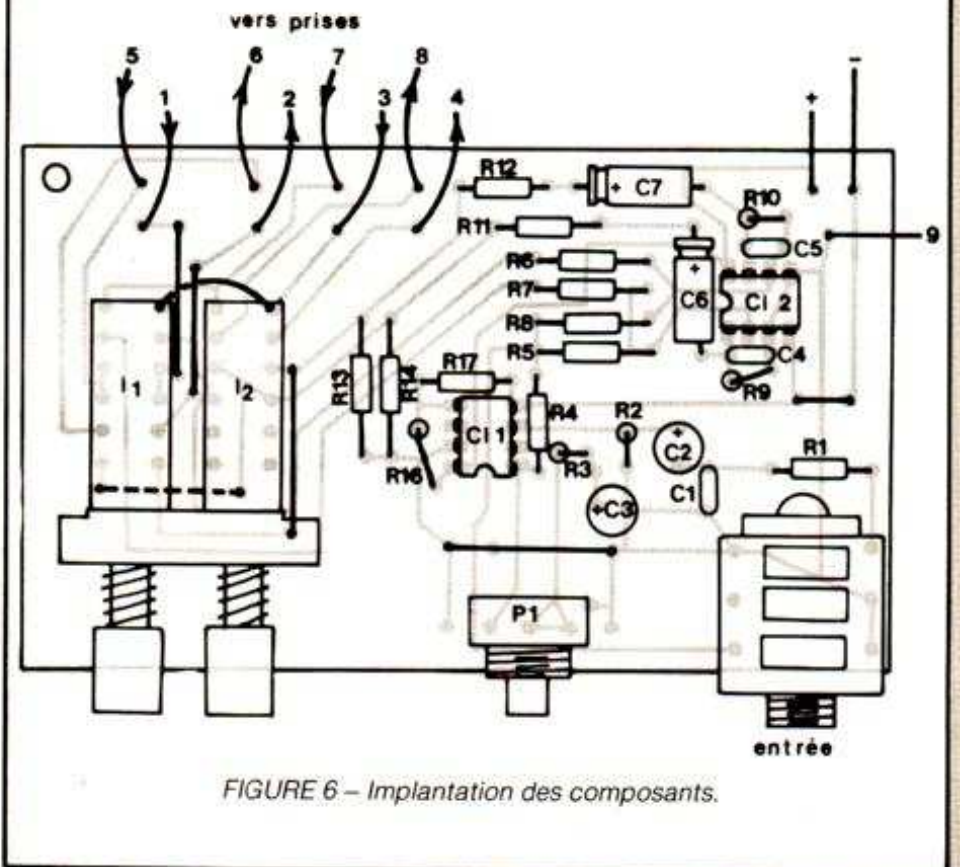 vers prises
5 6 7 8
1 2 3 4 + -
R12 C7 R10
R11 9
R6 C5
R7 C6 CI 2
R8
R5 C4
I1 I2 R13 R14 R17 R9
R4 R2
CI 1 C2 R1
R16 R3 C1
+C3
P1
entrée
FIGURE 6 – Implantation des composants.